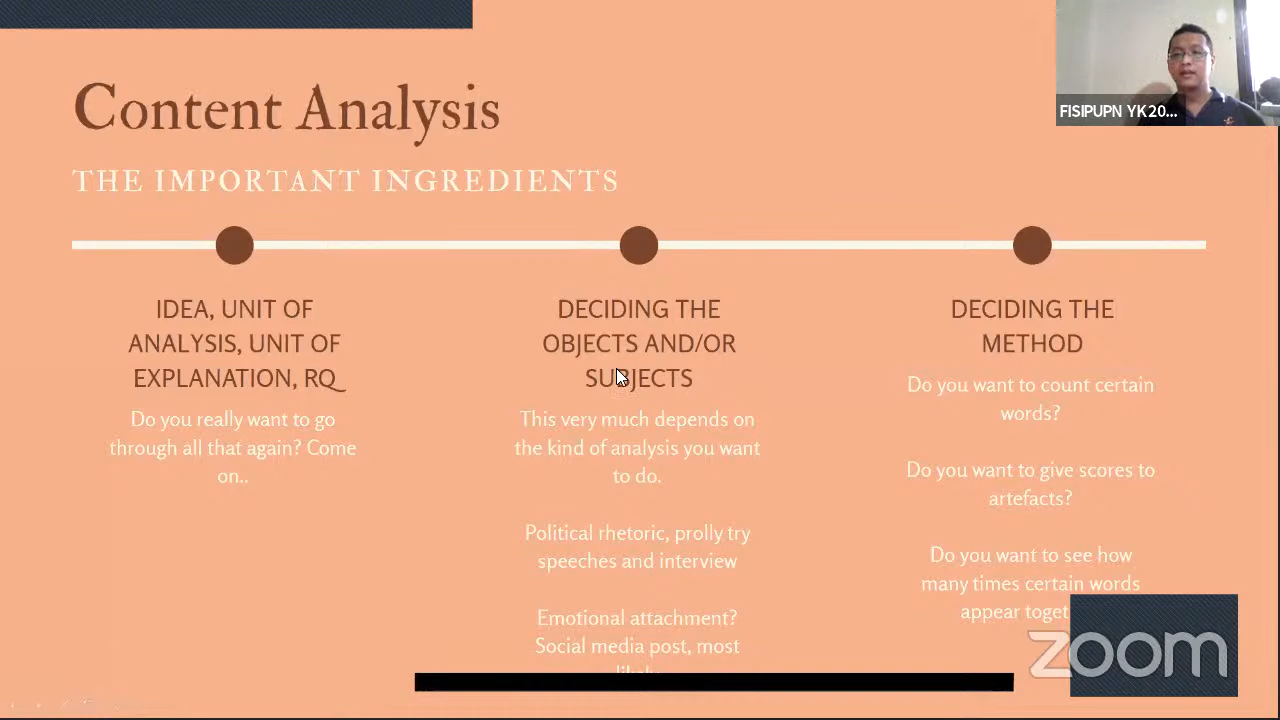 Content Analysis
THE IMPORTANT INGREDIENTS
IDEA, UNIT OF
ANALYSIS, UNIT OF
EXPLANATION, RQ
Do you really want to go
through all that again? Come
on..
DECIDING THE
OBJECTS AND/OR
SUBJECTS
This very much depends on
the kind of analysis you want
to do.
Political rhetoric, prolly try
speeches and interview
Emotional attachment?
Social media post, most
DECIDING THE
METHOD
Do you want to count certain
words?
Do you want to give scores to
artefacts?
Do you want to see how
many times certain words
appear
FISIPUPN YK20...
zoom